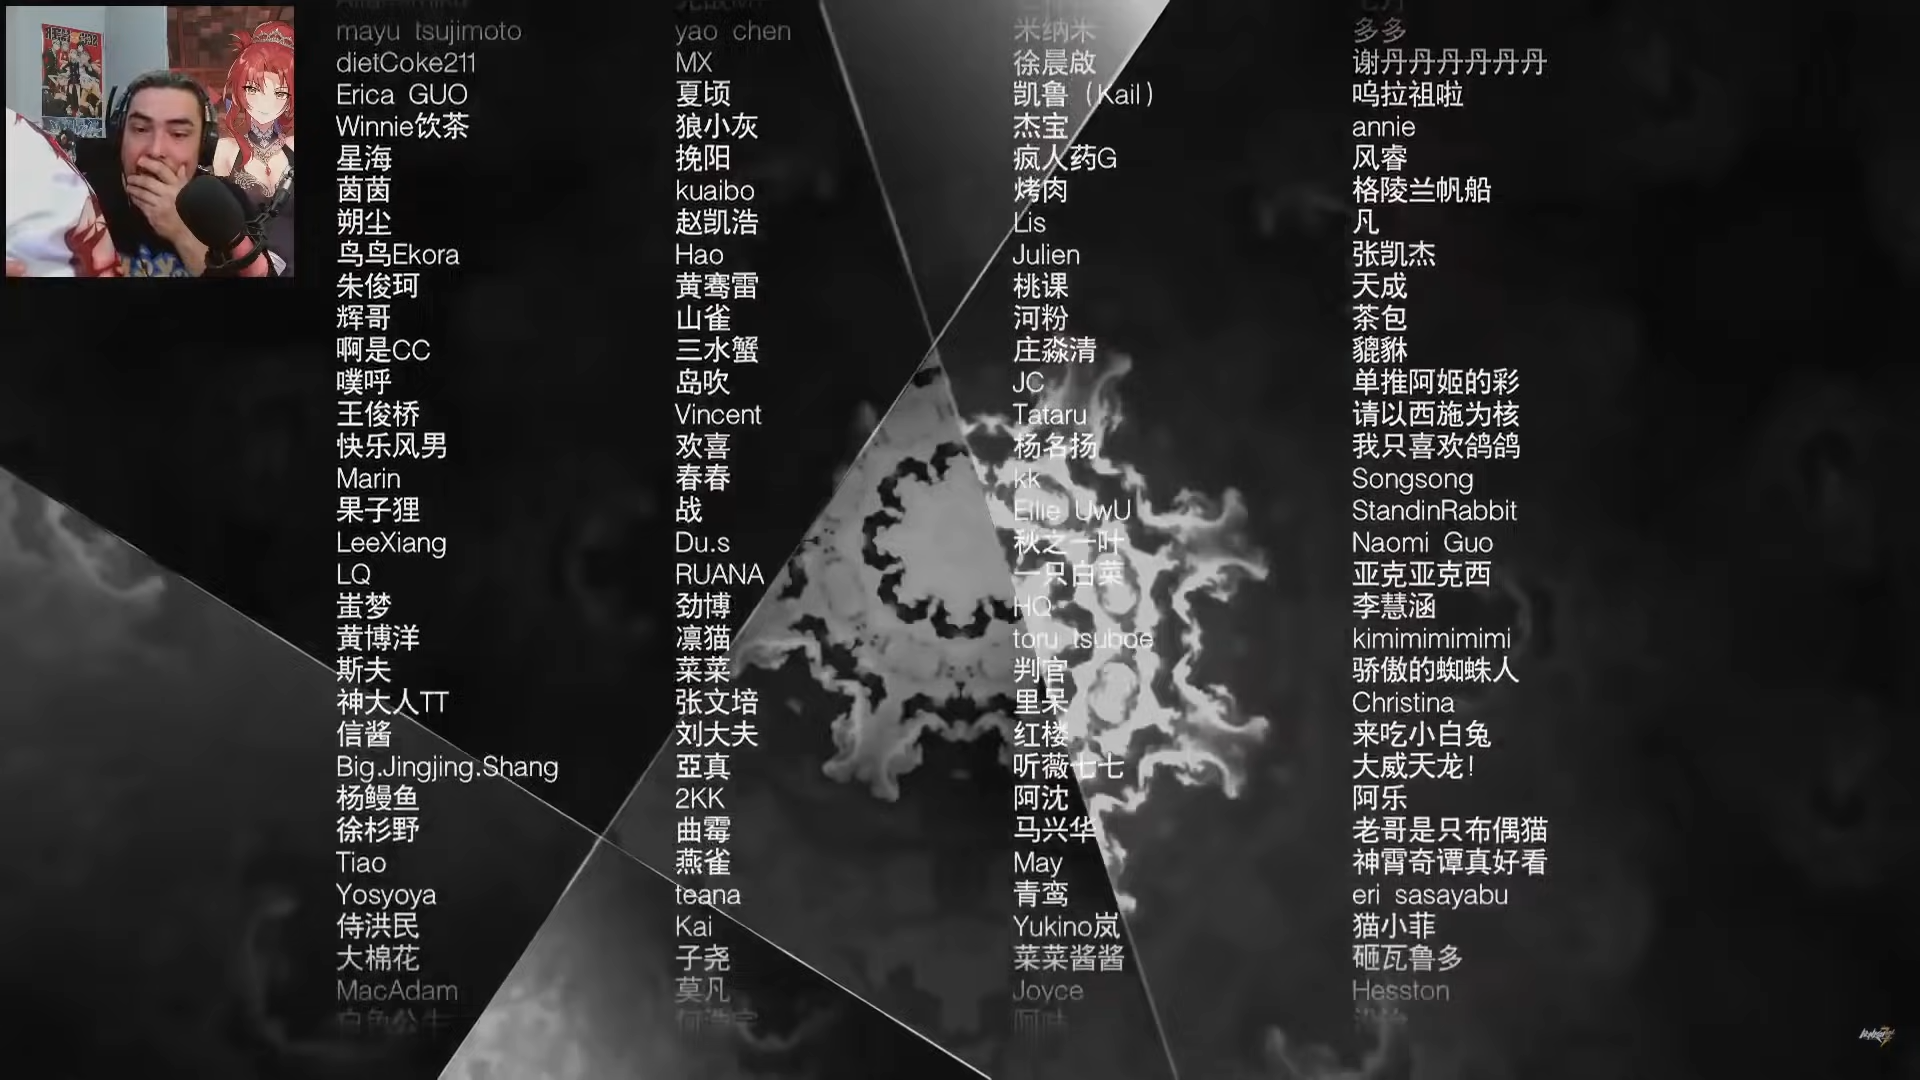 mayu tsujimoto
dietCoke211
Erica GUO
Winnie饮茶
星海
茵茵
朔尘
鸟鸟Ekora
朱俊珂
辉哥
啊是CC
噗呼
王俊桥
快乐风男
Marin
果子狸
LeeXiang
LQ
蚩梦
黄博洋
斯夫
神大人TT
信酱
Big.Jingjing.Shang
杨鳗鱼
徐杉野
Tiao
Yosyoya
侍洪民
大棉花
MacAdam
yao chen
MX
夏顷
狼小灰
挽阳
kuaibo
赵凯浩
Hao
黄骞雷
山雀
三水蟹
岛吹
Vincent
欢喜
春春
战
Du.s
RUANA
劲博
凛猫
菜菜
张文培
刘大夫
亞真
2KK
曲霉
燕雀
teana
Kai
子尧
莫凡
米纳米
徐晨啟
凯鲁（Kail）
杰宝
疯人药G
烤肉
Lis
Julien
桃课
河粉
庄淼清
JC
Tataru
杨名扬
kk
Eilie UwU
秋之一叶
一只白菜
HQ
toru tsuboe
判官
里呆
红楼
听薇七七
阿沈
马兴华
May
青鸾
Yukino岚
菜菜酱酱
Joyce
多多
谢丹丹丹丹丹丹
呜拉祖啦
annie
风睿
格陵兰帆船
凡
张凯杰
天成
茶包
貔貅
单推阿姬的彩
请以西施为核
我只喜欢鸽鸽
Songsong
StandinRabbit
Naomi Guo
亚克亚克西
李慧涵
kimimimimimi
骄傲的蜘蛛人
Christina
来吃小白兔
大威天龙！
阿乐
老哥是只布偶猫
神霄奇谭真好看
eri sasayabu
猫小菲
砸瓦鲁多
Hesston